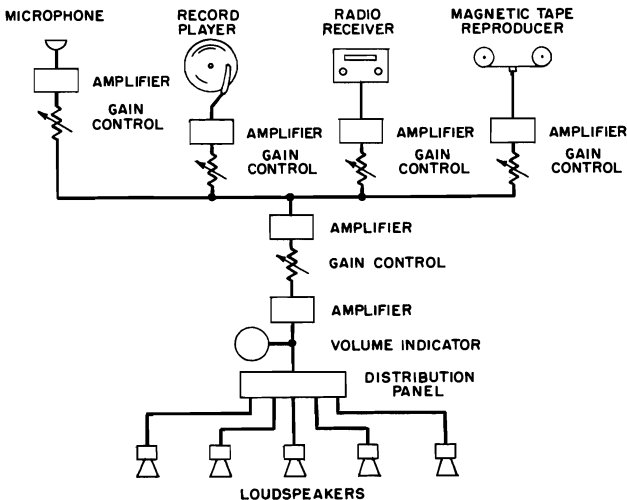 MICROPHONE
RECORD
PLAYER
RADIO
RECEIVER
MAGNETIC TAPE
REPRODUCER
AMPLIFIER
GAIN
CONTROL
AMPLIFIER
GAIN
CONTROL
AMPLIFIER
GAIN
CONTROL
AMPLIFIER
GAIN
CONTROL
AMPLIFIER
GAIN CONTROL
AMPLIFIER
VOLUME INDICATOR
DISTRIBUTION
PANEL
LOUDSPEAKERS